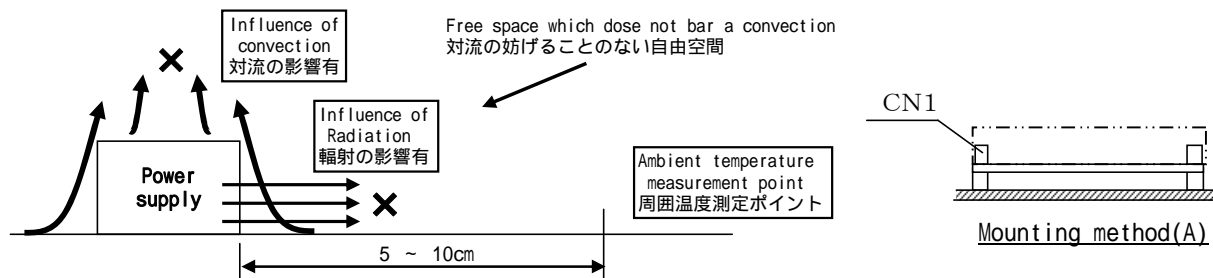 Influence of
convection
対流の影響有
Free space which dose not bar a convection
対流の妨げることのない自由空間
Influence of
Radiation
輻射の影響有
Power
supply
Ambient temperature
measurement point
周囲温度測定ポイント
5 ~ 10cm
CN1
Mounting method(A)